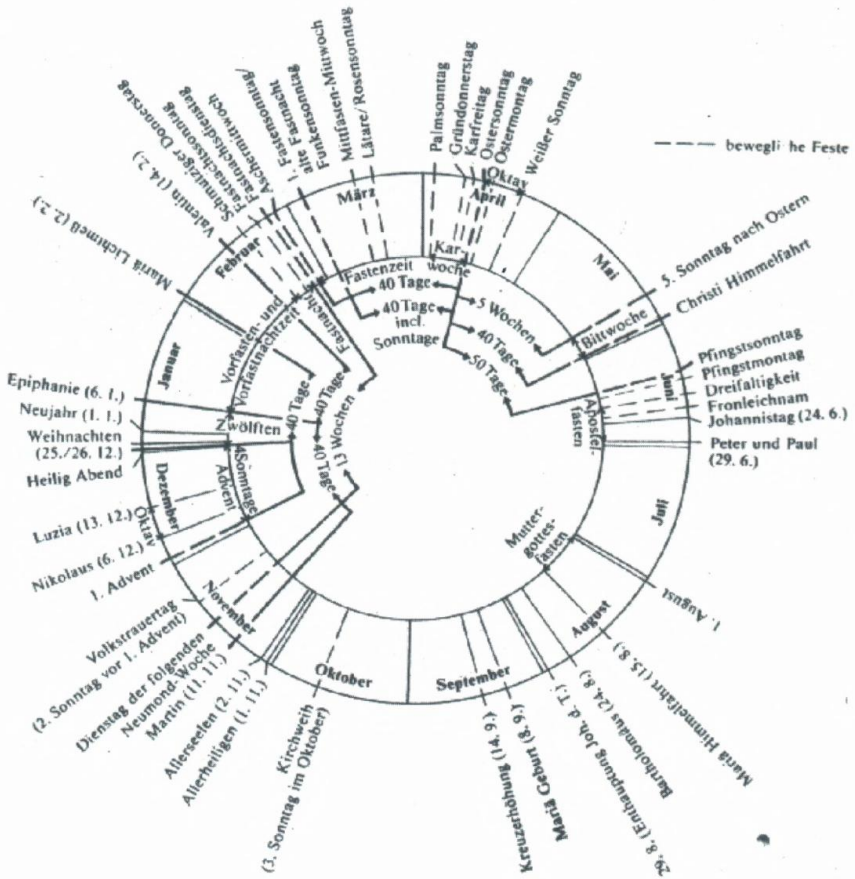 Mariä Lichmeß (2. 2.)
Valentin (14. 2.)
Schmutziger Donnerstag
Fastnachtssonntag
Fastnachtsdienstag
Aschermittwoch
1. Fastensonntag/
alte Fastnacht
Funkensonntag
Mittfasten-Mittwoch
Lätare/Rosensonntag
Palmsonntag
Gründonnerstag
Karfreitag
Ostersonntag
Ostermontag
Oktav
Weißer Sonntag
bewegli he Feste
5. Sonntag nach Ostern
Christi Himmelfahrt
Pfingstsonntag
Pfingstmontag
Dreifaltigkeit
Fronleichnam
Johannistag (24. 6.)
Peter und Paul
(29. 6.)
1. August
Mariä Himmelfahrt (15. 8.)
Bartholomäus (24. 8.)
29. 8. (Enthauptung Joh. d. T.)
Mariä Geburt (8. 9.)
Kreuzerhöhung (14. 9.)
Kirchweih
(3. Sonntag im Oktober)
Allerheiligen (1. 11.)
Allerseelen (2. 11.)
Martin (11. 11.)
Dienstag der folgenden
Neumond-Woche
Volkstrauertag
(2. Sonntag vor 1. Advent)
1. Advent
Nikolaus (6. 12.)
Oktav
Luzia (13. 12.)
Heilig Abend
Weihnachten
(25./26. 12.)
Neujahr (1. 1.)
Epiphanie (6. 1.)
Januar
Februar
März
April
Mai
Juni
Juli
August
September
Oktober
November
Dezember
Vorfasten- und
Vorfastnachtzeit
Fastnacht
Fastenzeit
Kar-
woche
Bittwoche
Apostel-
fasten
Mutter-
gottes-
fasten
Advent
4 Sonntage
Zwölften
40 Tage
40 Tage
incl.
Sonntage
5 Wochen
40 Tage
50 Tage
40 Tage
40 Tage
13 Wochen
40
Tage